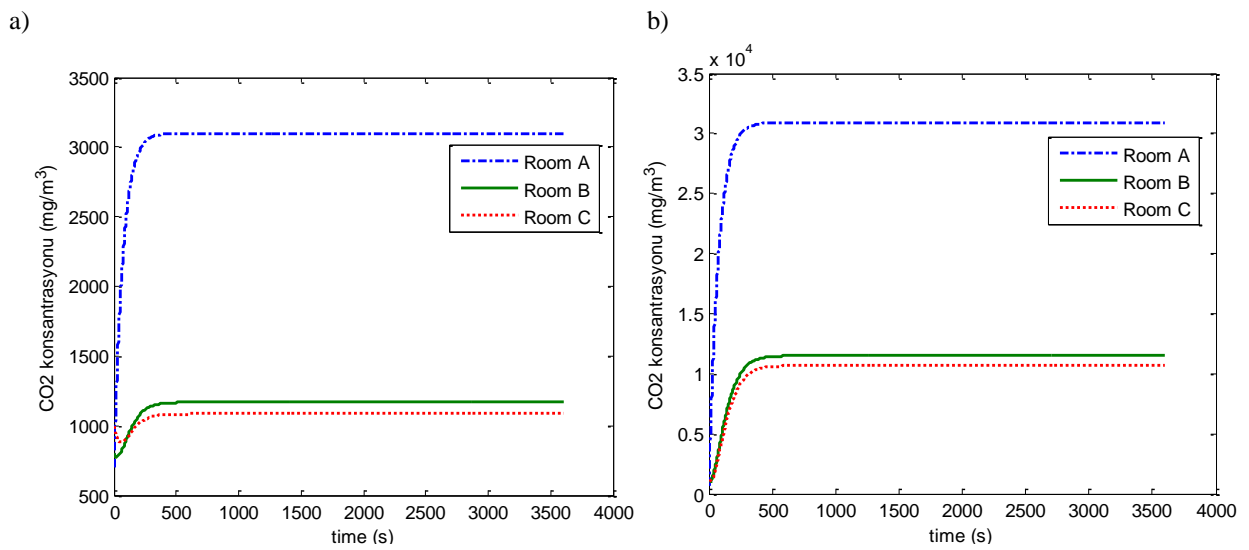 a)
3500
3000
2500
2000
1500
1000
500
0 500 1000 1500 2000 2500 3000 3500 4000
CO2 konsantrasyonu (mg/m3)
time (s)
Room A
Room B
Room C
b)
x 10^4
3.5
3
2.5
2
1.5
1
0.5
0
0 500 1000 1500 2000 2500 3000 3500 4000
CO2 konsantrasyonu (mg/m3)
time (s)
Room A
Room B
Room C